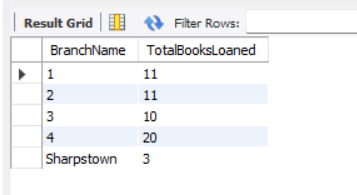 Result Grid Filter Rows:
BranchName TotalBooksLoaned
1 11
2 11
3 10
4 20
Sharpstown 3